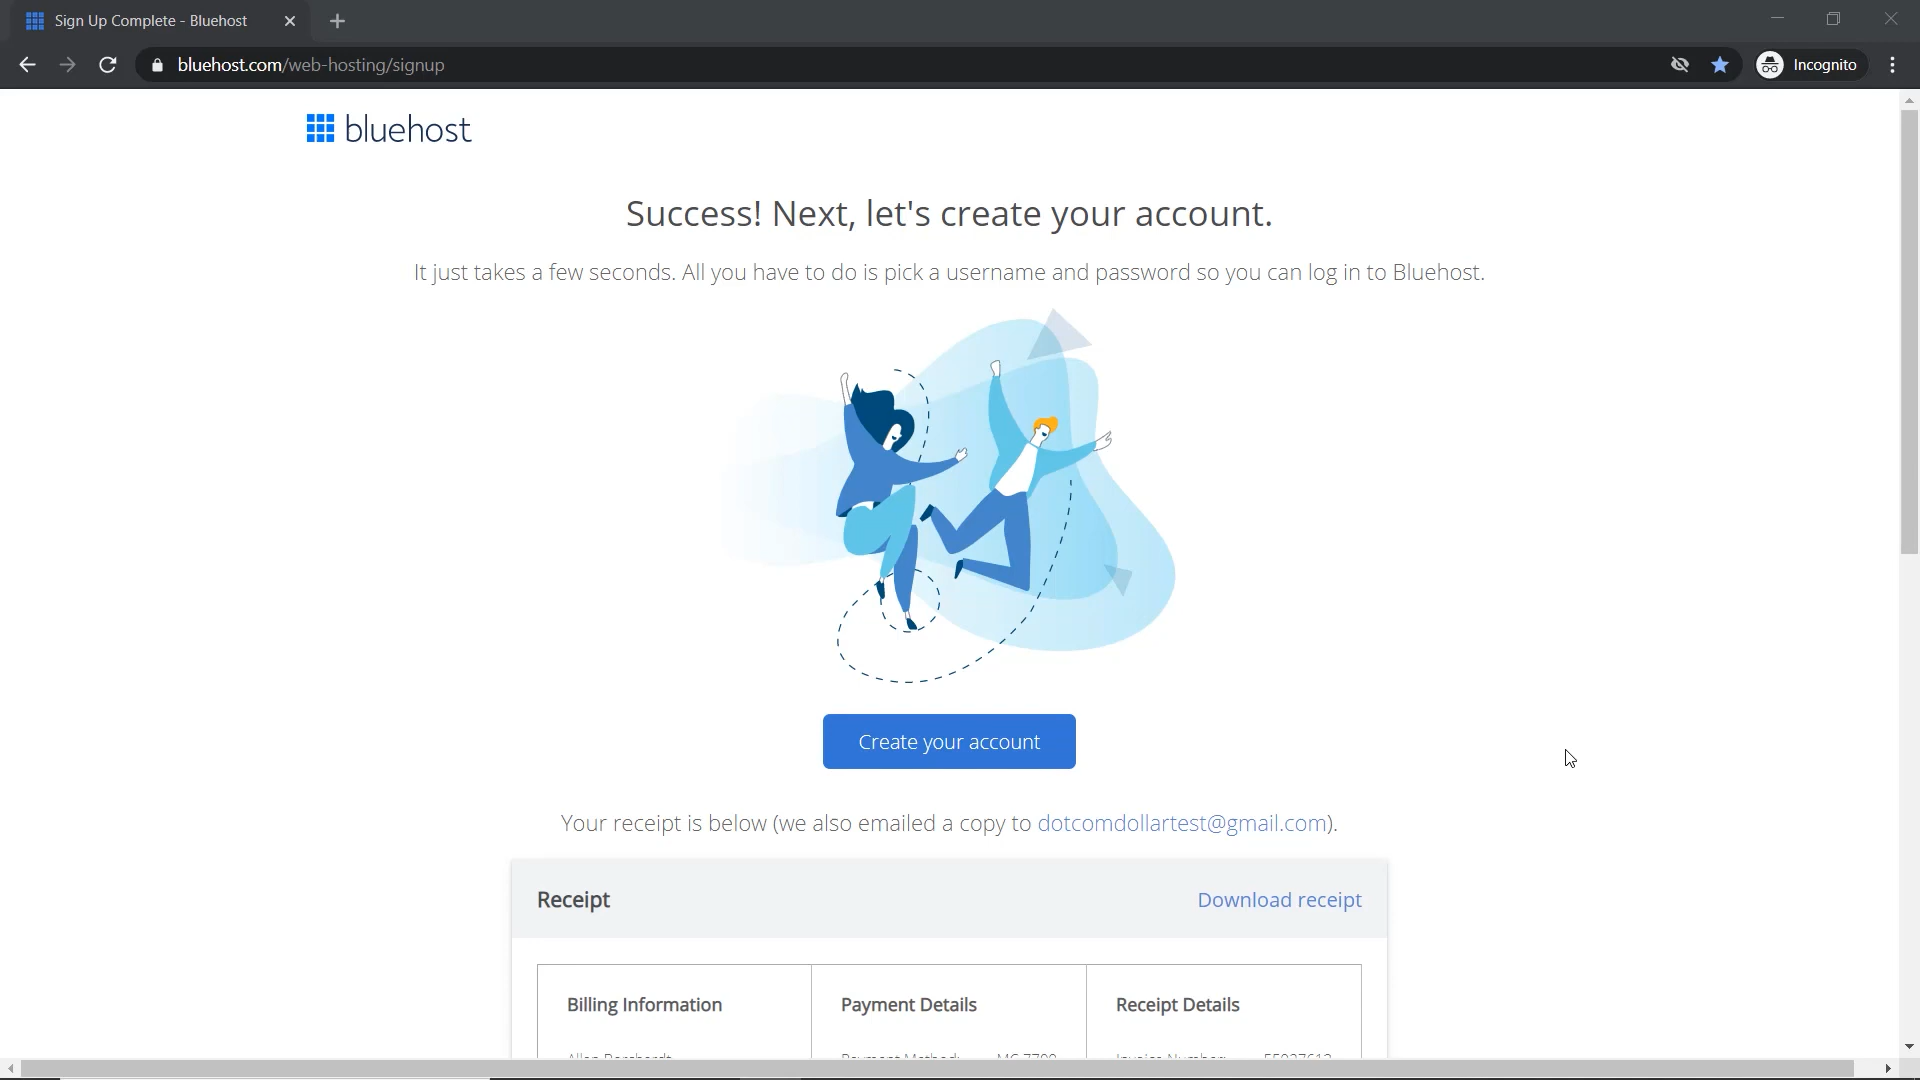 Sign Up Complete - Bluehost
bluehost.com/web-hosting/signup
Incognito
bluehost
Success! Next, let's create your account.
It just takes a few seconds. All you have to do is pick a username and password so you can log in to Bluehost.
Create your account
Your receipt is below (we also emailed a copy to dotcomdollartest@gmail.com).
Receipt
Download receipt
Billing Information
Payment Details
Receipt Details